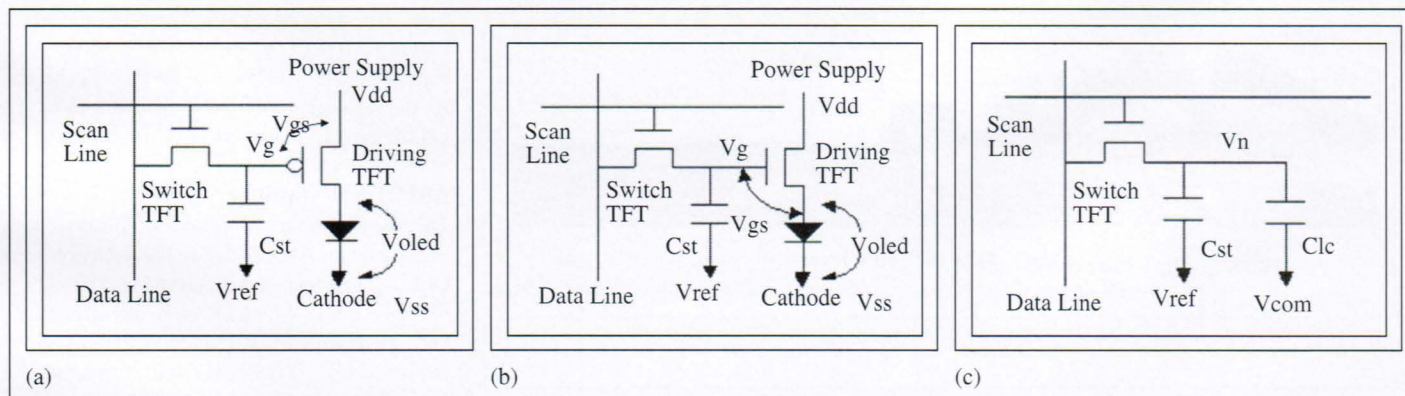 Power Supply
Vdd
Scan
Line
Vgs
Vg
Driving
TFT
Switch
TFT
Cst
Voled
Data Line
Vref
Cathode
Vss
(a)
Power Supply
Vdd
Scan
Line
Vg
Driving
TFT
Switch
TFT
Vgs
Cst
Voled
Data Line
Vref
Cathode
Vss
(b)
Scan
Line
Vn
Switch
TFT
Cst
Clc
Data Line
Vref
Vcom
(c)